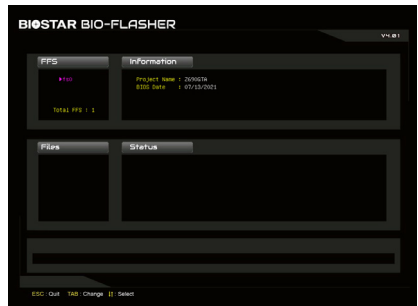 BIOSTAR BIO-FLASHER
V4.01
FFS
Information
Project Name : Z690GTA
BIOS Date : 07/13/2021
Total FFS : 1
Files
Status
ESC : Quit TAB : Change : Select